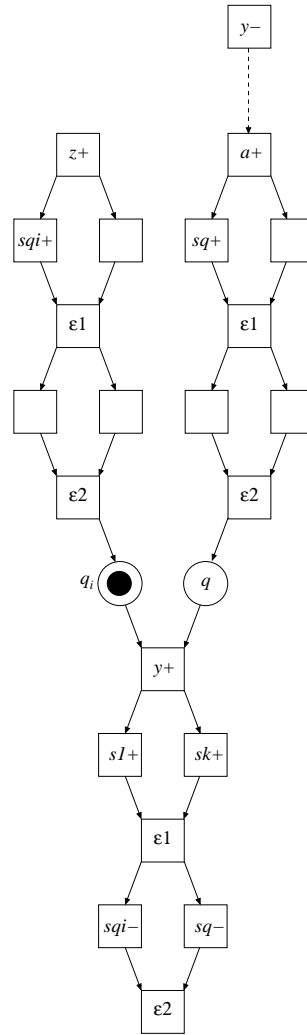 y−
z+ a+
sqi+ sq+
ε1 ε1
ε2 ε2
qi q
y+
s1+ sk+
ε1
sqi− sq−
ε2